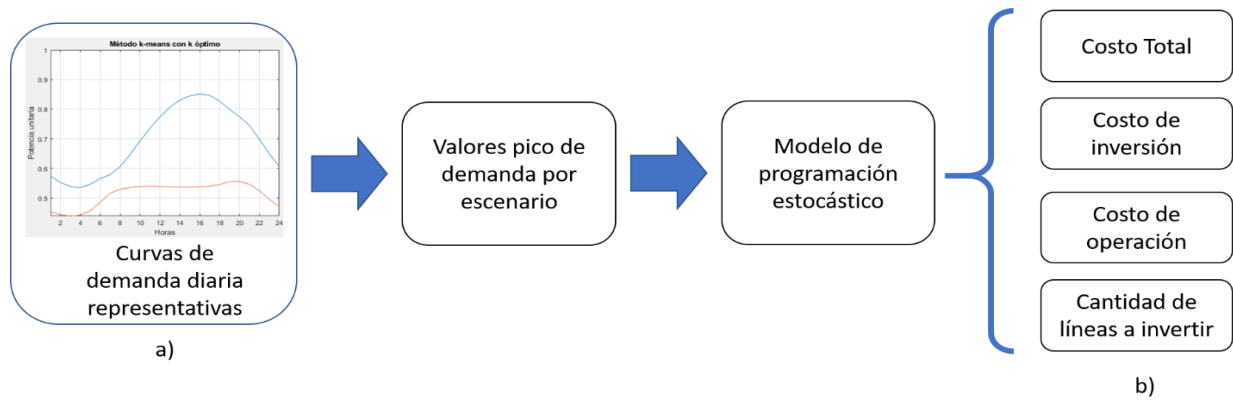 Método k-means con k óptimo
Potencia unitaria
1
0.9
0.8
0.7
0.6
0.5
2 4 6 8 10 12 14 16 18 20 22 24
Horas
Curvas de
demanda diaria
representativas
a)
Valores pico de
demanda por
escenario
Modelo de
programación
estocástico
Costo Total
Costo de
inversión
Costo de
operación
Cantidad de
líneas a invertir
b)